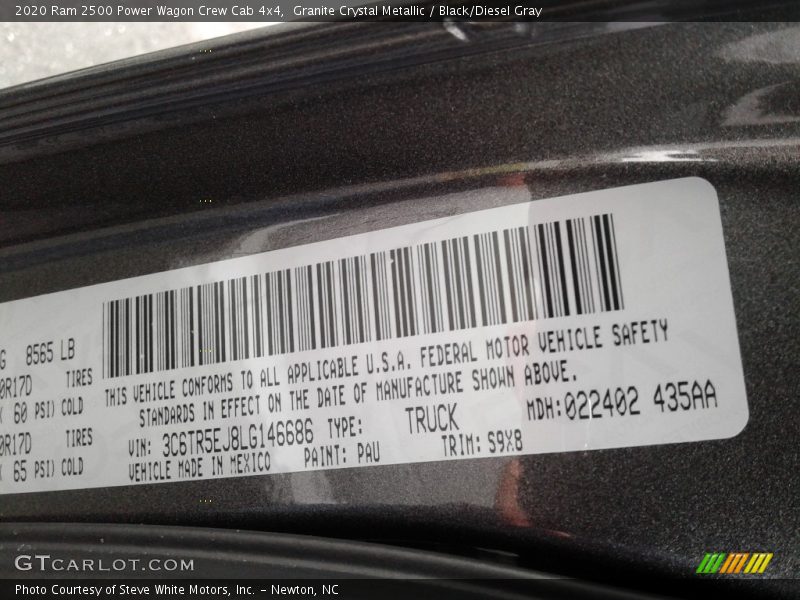 2020 Ram 2500 Power Wagon Crew Cab 4x4, Granite Crystal Metallic / Black/Diesel Gray
G 8565 LB
0R17D TIRES
60 PSI) COLD
0R17D TIRES
65 PSI) COLD
THIS VEHICLE CONFORMS TO ALL APPLICABLE U.S.A. FEDERAL MOTOR VEHICLE SAFETY
STANDARDS IN EFFECT ON THE DATE OF MANUFACTURE SHOWN ABOVE.
VIN: 3C6TR5EJ8LG146686 TYPE: TRUCK MDH:022402 435AA
VEHICLE MADE IN MEXICO PAINT: PAU TRIM: S9X8
GTCARLOT.COM
Photo Courtesy of Steve White Motors, Inc. – Newton, NC